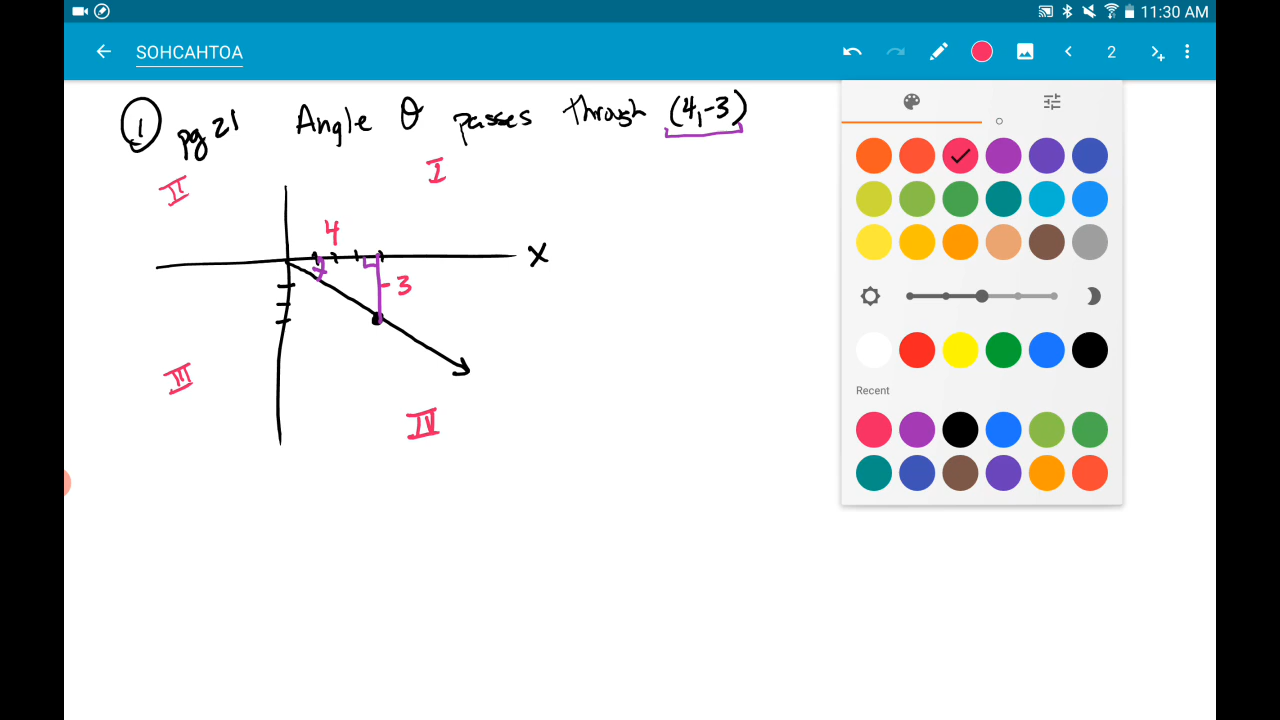 11:30 AM
SOHCAHTOA
2
① pg 21 Angle θ passes through (4,-3)
I
II
4
X
-3
III
IV
Recent